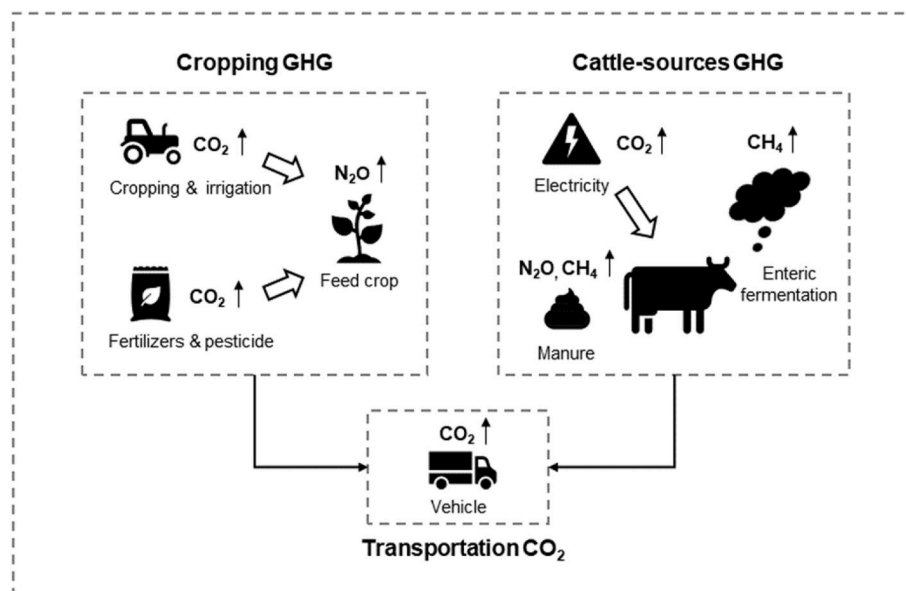 Cropping GHG
CO₂
Cropping & irrigation
N₂O
Feed crop
CO₂
Fertilizers & pesticide
Cattle-sources GHG
CO₂
Electricity
CH₄
Enteric
fermentation
N₂O, CH₄
Manure
CO₂
Vehicle
Transportation CO₂